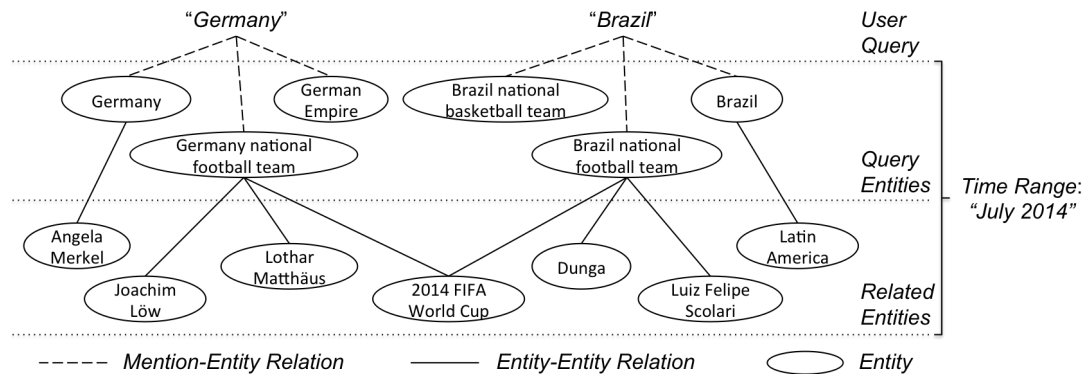 "Germany"
"Brazil"
User
Query
Germany
German
Empire
Brazil national
basketball team
Brazil
Germany national
football team
Brazil national
football team
Query
Entities
Time Range:
"July 2014"
Angela
Merkel
Lothar
Matthäus
Dunga
Latin
America
Joachim
Löw
2014 FIFA
World Cup
Luiz Felipe
Scolari
Related
Entities
Mention-Entity Relation
Entity-Entity Relation
Entity